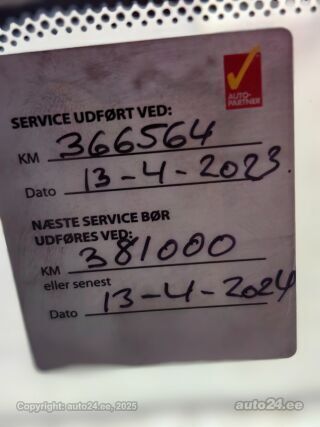 AUTO-
PARTNER
SERVICE UDFØRT VED:
KM 366564
Dato 13-4-2023.
NÆSTE SERVICE BØR
UDFØRES VED:
KM 381000
eller senest
Dato 13-4-2024
Copyright: auto24.ee, 2025
auto24.ee